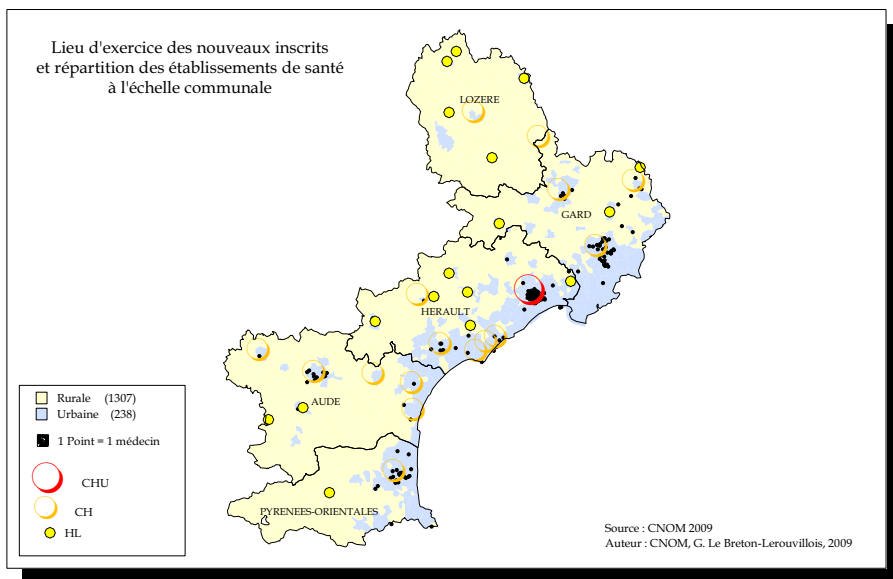 Lieu d'exercice des nouveaux inscrits
et répartition des établissements de santé
à l'échelle communale
LOZERE
GARD
HERAULT
AUDE
PYRENEES-ORIENTALES
Rurale (1307)
Urbaine (238)
1 Point = 1 médecin
CHU
CH
HL
Source : CNOM 2009
Auteur : CNOM, G. Le Breton-Lerouvillois, 2009